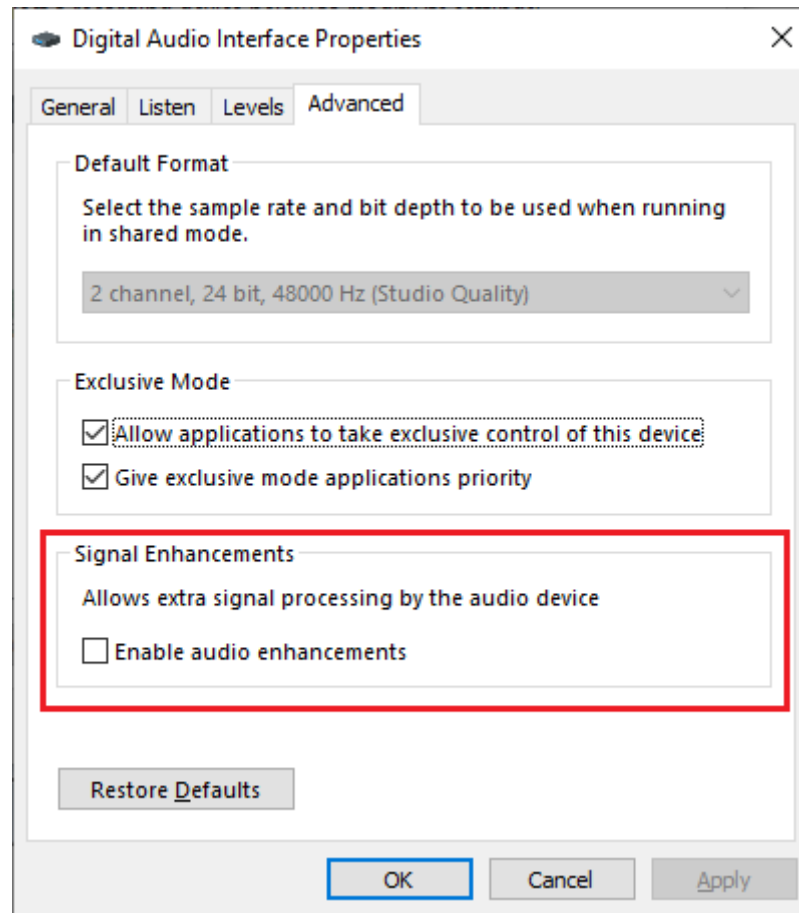 Digital Audio Interface Properties
General Listen Levels Advanced
Default Format
Select the sample rate and bit depth to be used when running
in shared mode.
2 channel, 24 bit, 48000 Hz (Studio Quality)
Exclusive Mode
Allow applications to take exclusive control of this device
Give exclusive mode applications priority
Signal Enhancements
Allows extra signal processing by the audio device
Enable audio enhancements
Restore Defaults
OK Cancel Apply